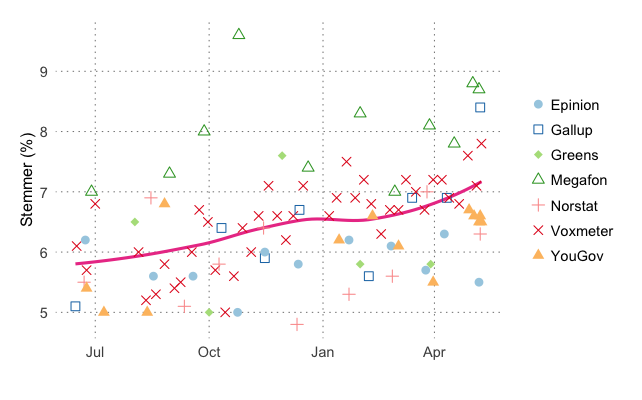 Stemmer (%)
9
8
7
6
5
Jul
Oct
Jan
Apr
Epinion
Gallup
Greens
Megafon
Norstat
Voxmeter
YouGov